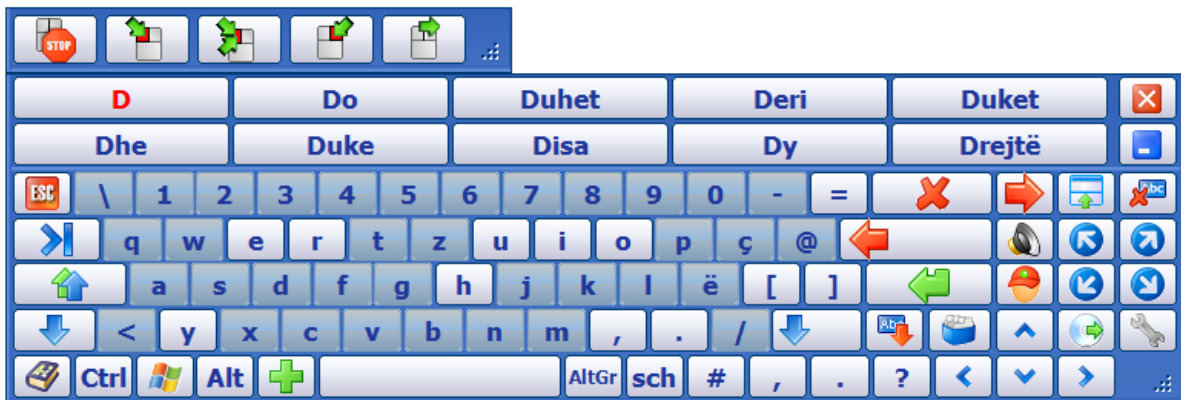 STOP
D Do Duhet Deri Duket
Dhe Duke Disa Dy Drejtë
ESC \ 1 2 3 4 5 6 7 8 9 0 - = Abc
q w e r t z u i o p ç @
a s d f g h j k l ë [ ]
< y x c v b n m , . / Abc
Ctrl Alt AltGr sch # , . ?